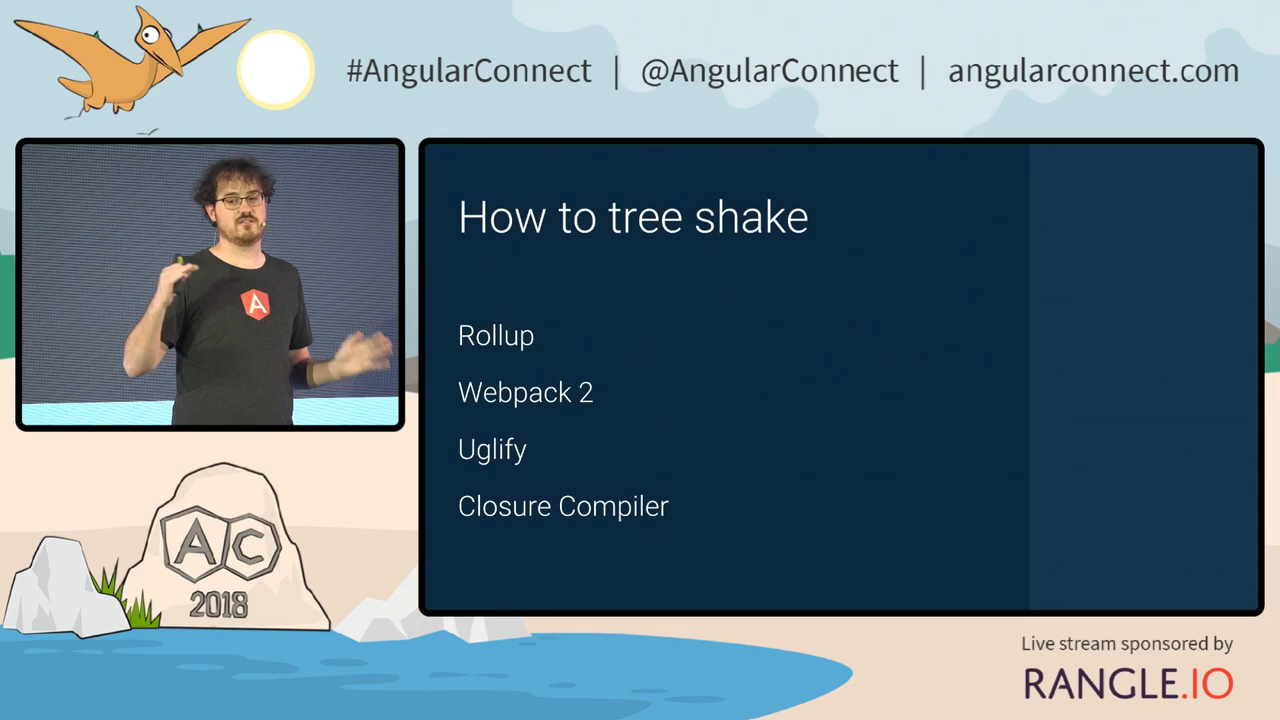 #AngularConnect | @AngularConnect | angularconnect.com
A
How to tree shake
Rollup
Webpack 2
Uglify
Closure Compiler
AC
2018
Live stream sponsored by
RANGLE.IO